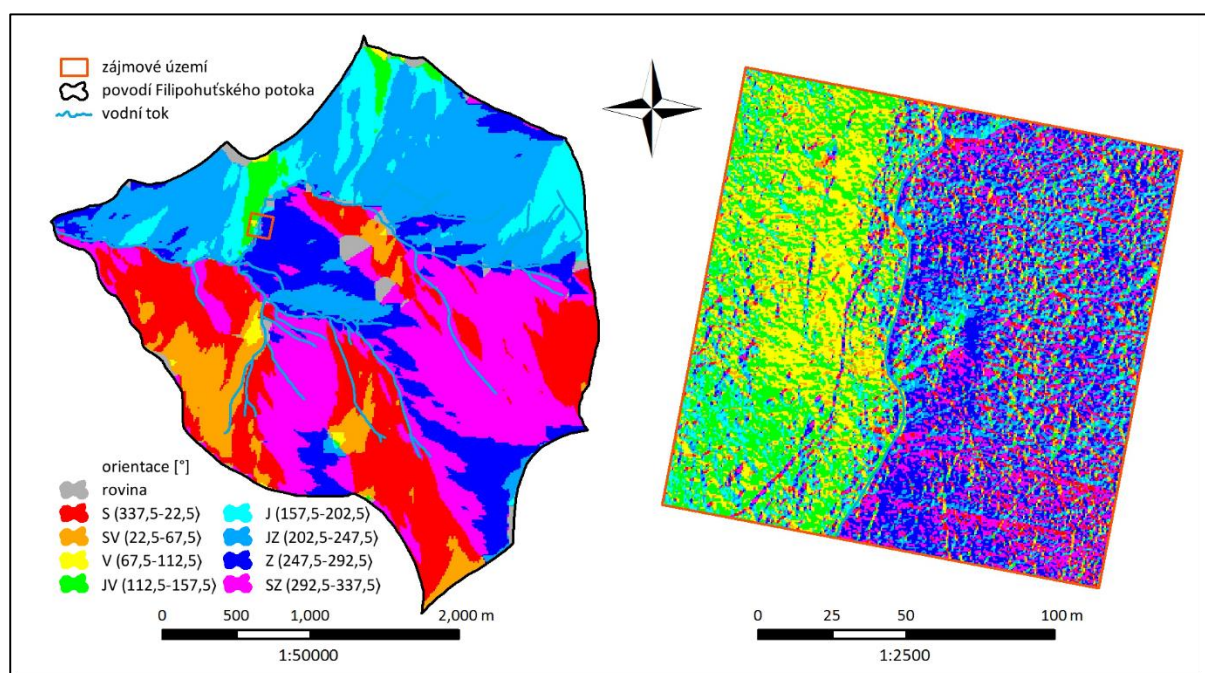 zájmové území
povodí Filipohuťského potoka
vodní tok
orientace [°]
rovina
S (337,5-22,5⟩
SV (22,5-67,5⟩
V (67,5-112,5⟩
JV (112,5-157,5⟩
J (157,5-202,5⟩
JZ (202,5-247,5⟩
Z (247,5-292,5⟩
SZ (292,5-337,5⟩
0 500 1,000 2,000 m
1:50000
0 25 50 100 m
1:2500